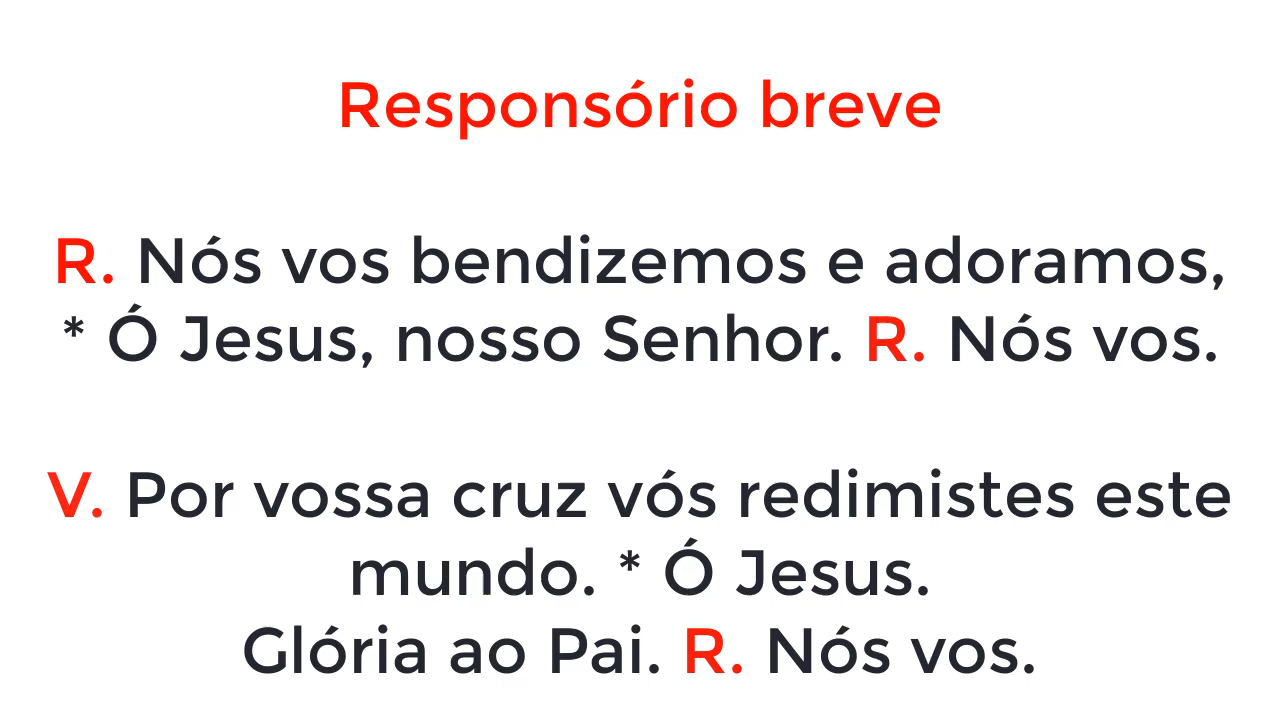 Responsório breve
R. Nós vos bendizemos e adoramos,
* Ó Jesus, nosso Senhor. R. Nós vos.
V. Por vossa cruz vós redimistes este
mundo. * Ó Jesus.
Glória ao Pai. R. Nós vos.